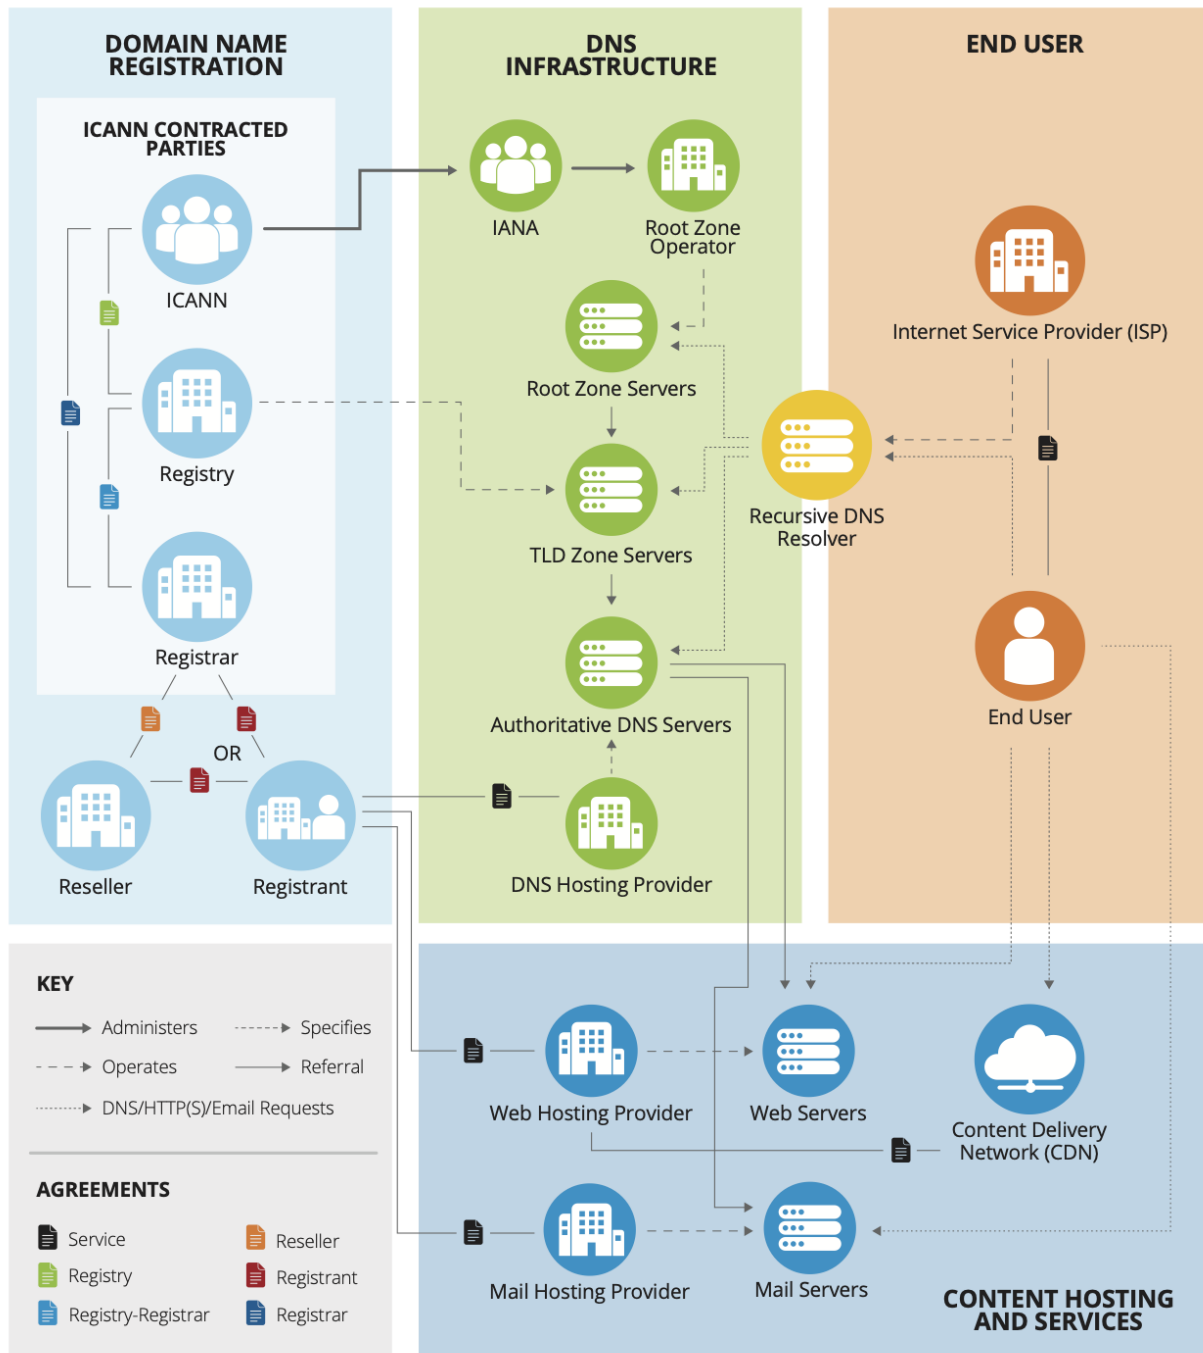 DOMAIN NAME
REGISTRATION
ICANN CONTRACTED
PARTIES
ICANN
Registry
Registrar
OR
Reseller
Registrant
DNS
INFRASTRUCTURE
IANA
Root Zone
Operator
Root Zone Servers
TLD Zone Servers
Authoritative DNS Servers
DNS Hosting Provider
Recursive DNS
Resolver
END USER
Internet Service Provider (ISP)
End User
KEY
Administers
Specifies
Operates
Referral
DNS/HTTP(S)/Email Requests
AGREEMENTS
Service
Reseller
Registry
Registrant
Registry-Registrar
Registrar
Web Hosting Provider
Web Servers
Content Delivery
Network (CDN)
Mail Hosting Provider
Mail Servers
CONTENT HOSTING
AND SERVICES